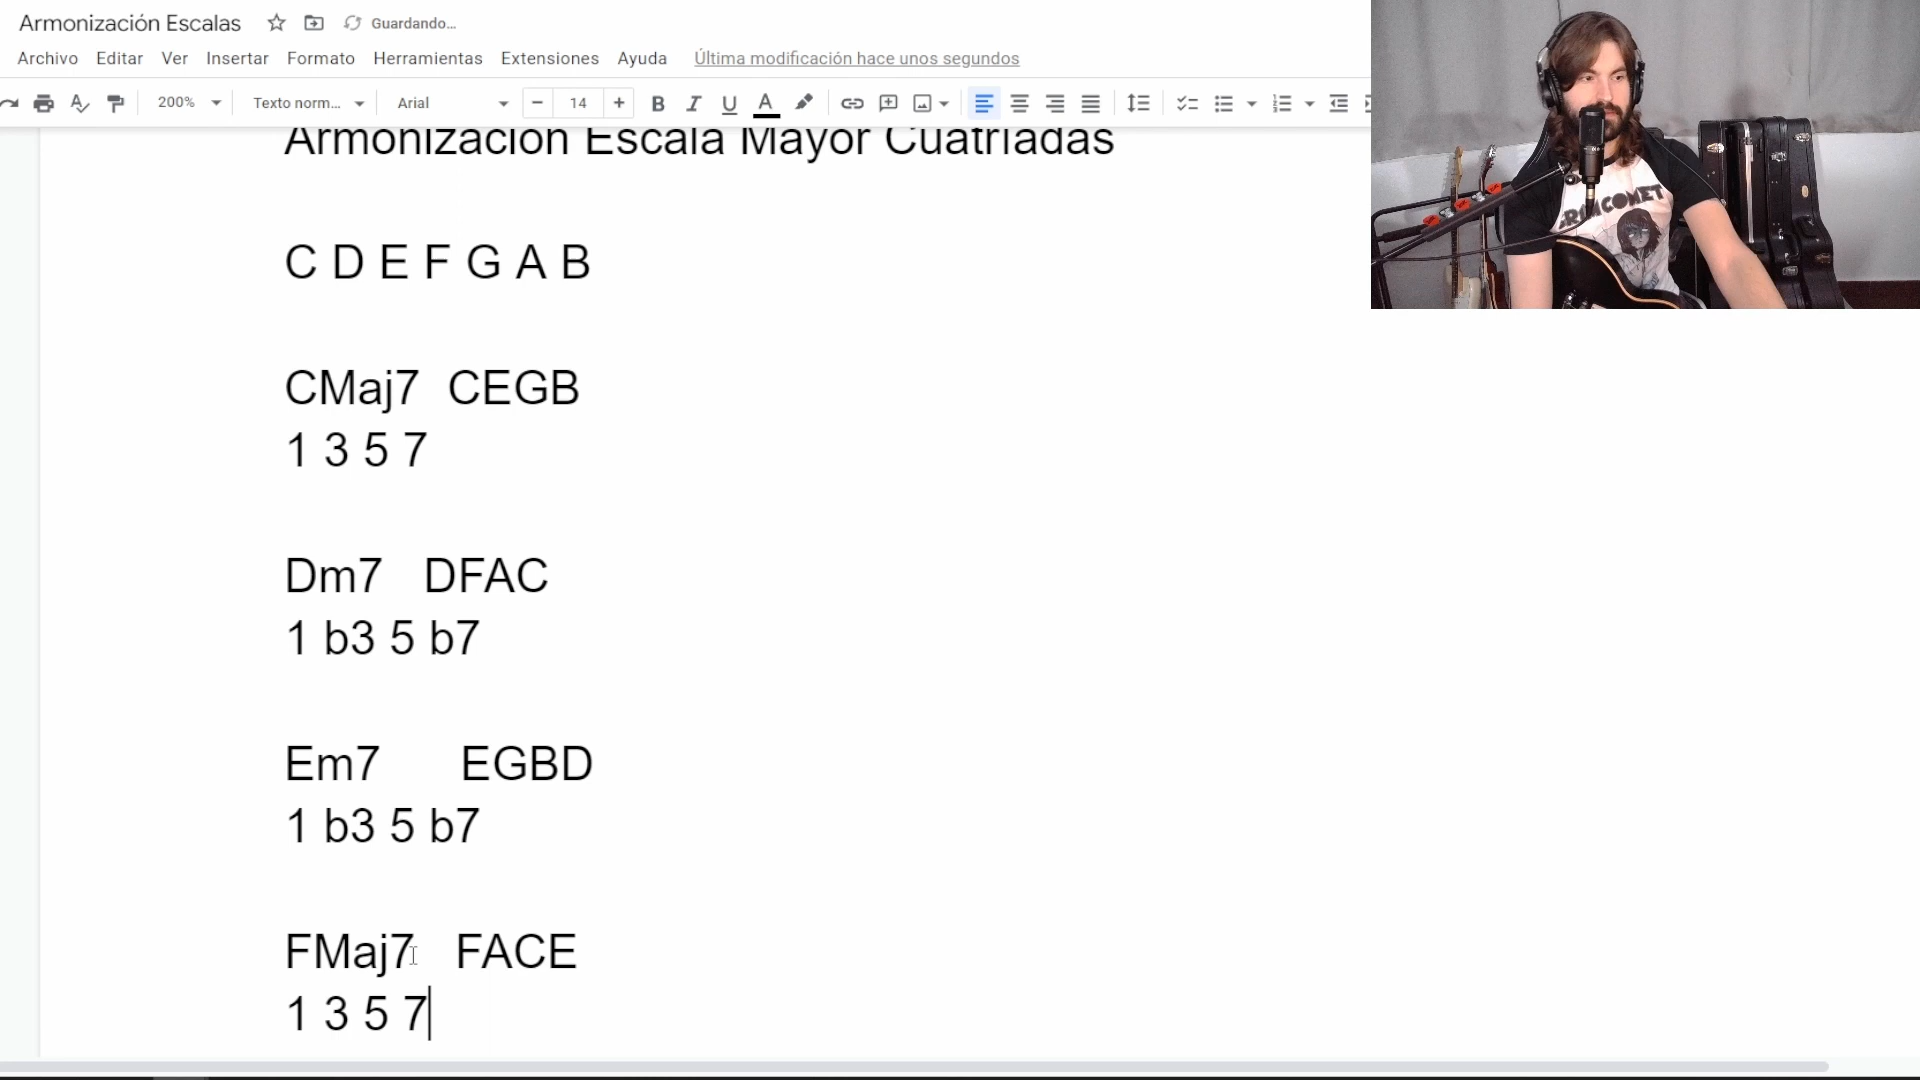 Armonización Escalas Guardando...
Archivo Editar Ver Insertar Formato Herramientas Extensiones Ayuda Última modificación hace unos segundos
200% Texto norm... Arial 14 B I U A
Armonización Escala Mayor Cuatríadas
C D E F G A B
CMaj7 CEGB
1 3 5 7
Dm7 DFAC
1 b3 5 b7
Em7 EGBD
1 b3 5 b7
FMaj7 FACE
1 3 5 7